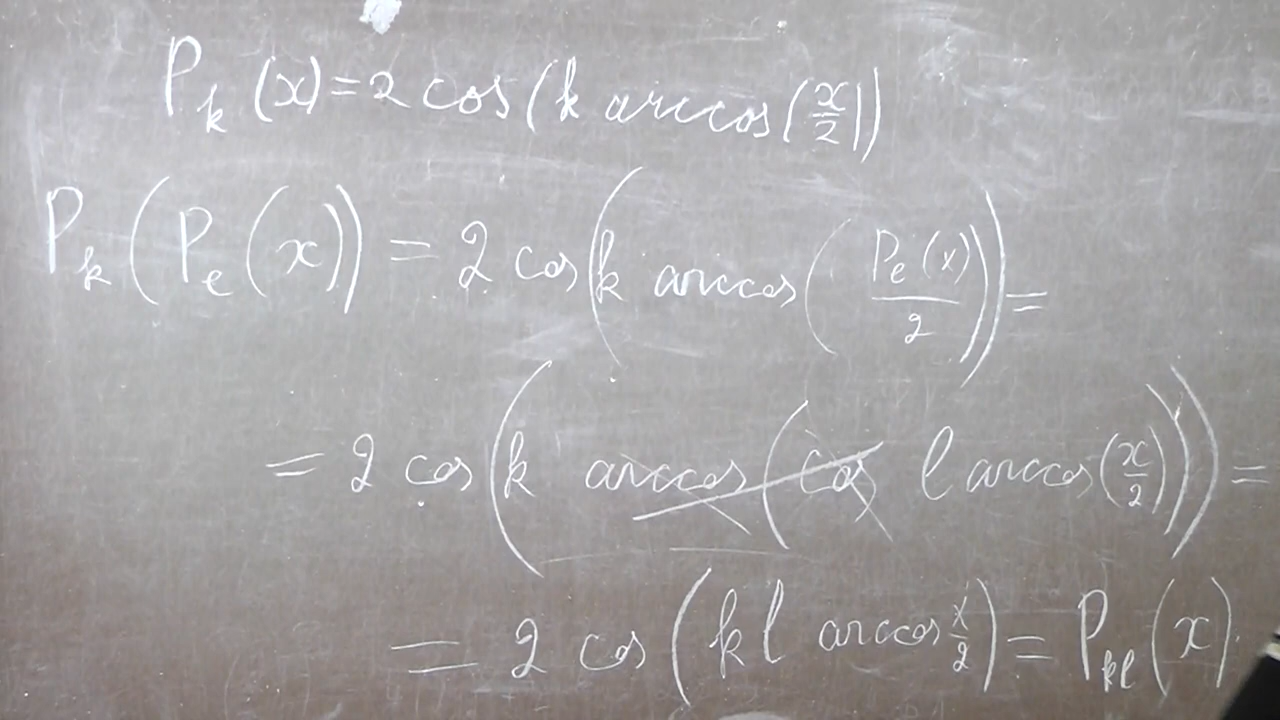 P_k (x) = 2 cos(k arccos(x/2))
P_k(P_l(x)) = 2 cos(k arccos(P_l(x)/2)) =
= 2 cos(k arccos(cos l arccos(x/2))) =
= 2 cos(kl arccos x/2) = P_kl(x).